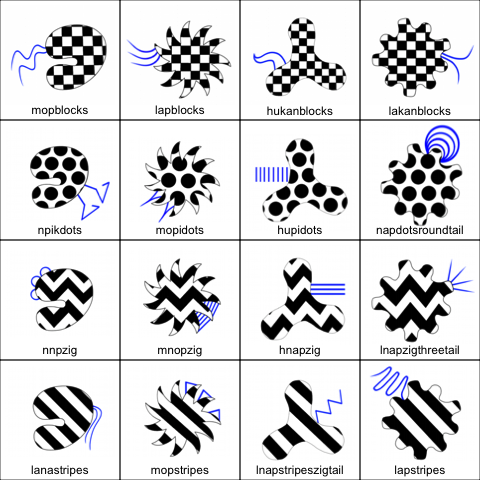 mopblocks
lapblocks
hukanblocks
lakanblocks
npikdots
mopidots
hupidots
napdotsroundtail
nnpzig
mnopzig
hnapzig
lnapzigthreetail
lanastripes
mopstripes
lnapstripeszigtail
lapstripes